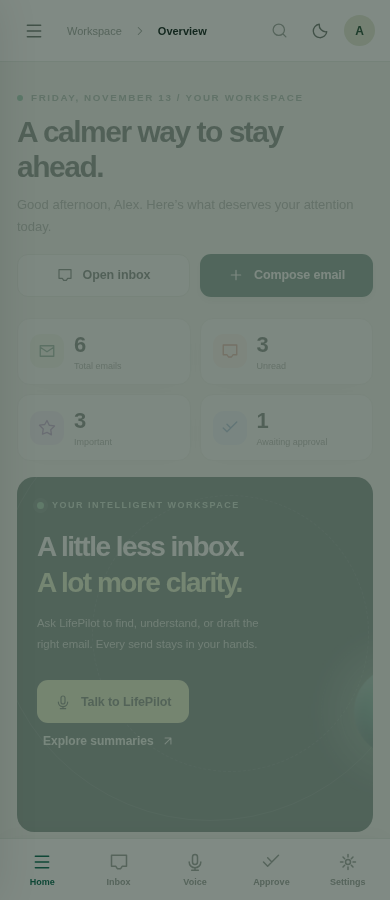 Workspace > Overview
A
FRIDAY, NOVEMBER 13 / YOUR WORKSPACE
A calmer way to stay
ahead.
Good afternoon, Alex. Here's what deserves your attention
today.
Open inbox
Compose email
6
Total emails
3
Unread
3
Important
1
Awaiting approval
YOUR INTELLIGENT WORKSPACE
A little less inbox.
A lot more clarity.
Ask LifePilot to find, understand, or draft the
right email. Every send stays in your hands.
Talk to LifePilot
Explore summaries
Home
Inbox
Voice
Approve
Settings